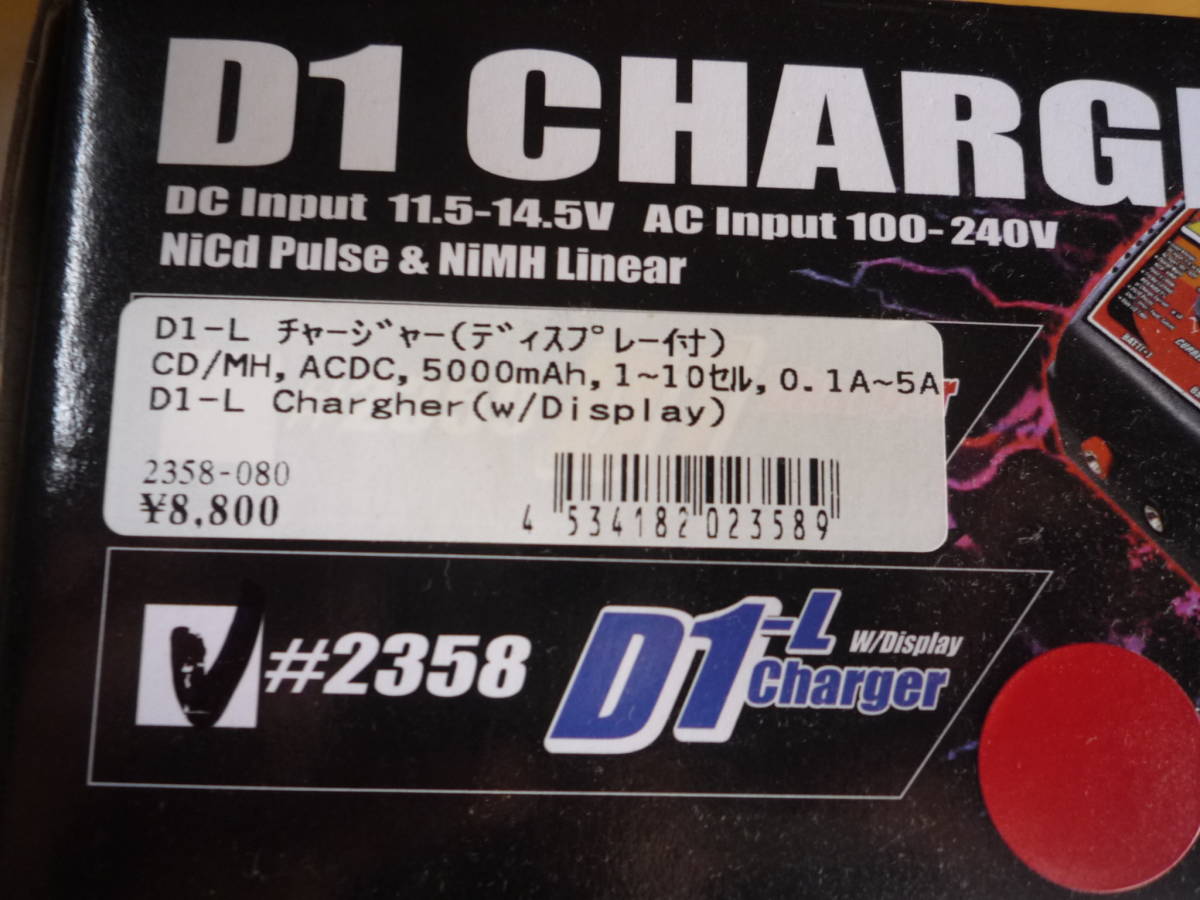 D1 CHARG
DC Input 11.5-14.5V AC Input 100-240V
NiCd Pulse & NiMH Linear
D1-L チャージャー(ディスプレー付)
CD/MH,ACDC,5000mAh,1~10セル,0.1A~5A
D1-L Chargher(w/Display)
2358-080
¥8,800
4 534182 023589
#2358
D1-L W/Display
Charger
BATT(-)